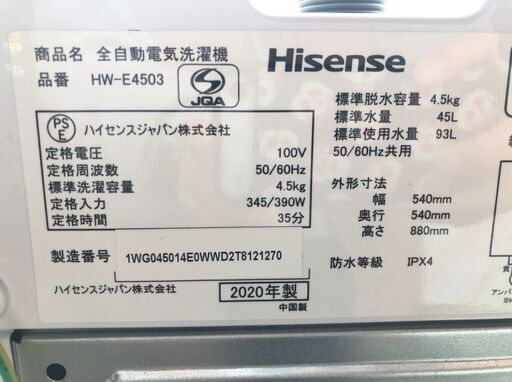 商品名 全自動電気洗濯機
品番 HW-E4503
JQA
Hisense
PS
E
ハイセンスジャパン株式会社
定格電圧 100V
定格周波数 50/60Hz
標準洗濯容量 4.5kg
定格入力 345/390W
定格時間 35分
標準脱水容量 4.5kg
標準水量 45L
標準使用水量 93L
50/60Hz共用
外形寸法
幅 540mm
奥行 540mm
高さ 880mm
製造番号 1WG045014E0WWD2T8121270
防水等級 IPX4
ハイセンスジャパン株式会社 2020年製
中国製
アンバ
SW